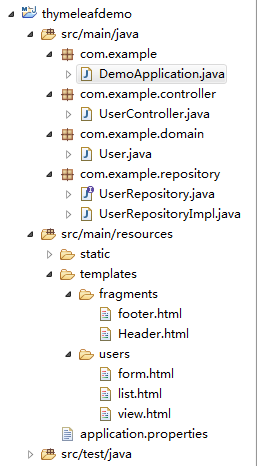 thymeleafdemo
src/main/java
com.example
DemoApplication.java
com.example.controller
UserController.java
com.example.domain
User.java
com.example.repository
UserRepository.java
UserRepositoryImpl.java
src/main/resources
static
templates
fragments
footer.html
Header.html
users
form.html
list.html
view.html
application.properties
src/test/java